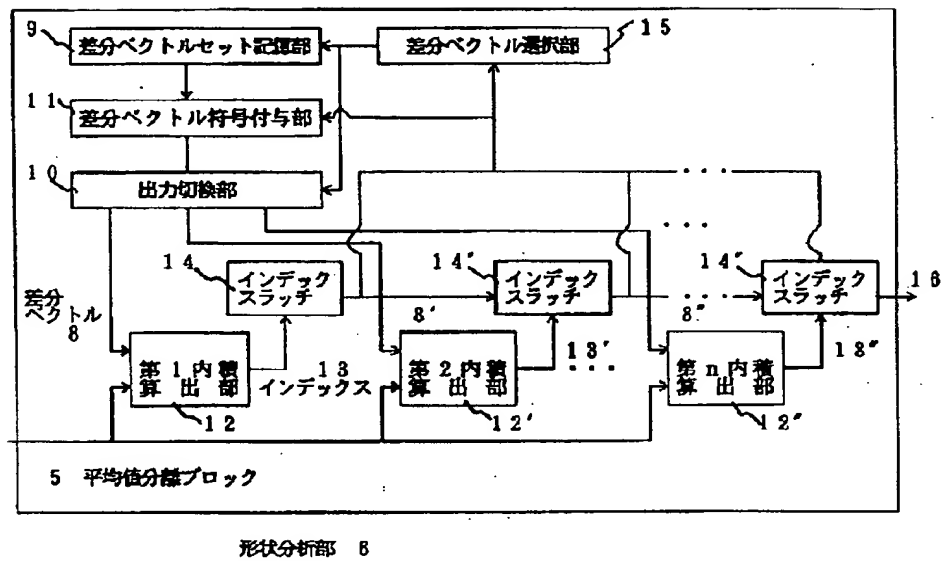 9
差分ベクトルセット記憶部
差分ベクトル選択部
15
11
差分ベクトル符号付与部
10
出力切換部
・・・
・・・
14
インデック
スラッチ
14'
インデック
スラッチ
14"
インデック
スラッチ
16
差分
ベクトル
8
8'
・・・
8"
第1内積
算出部
12
13
インデックス
第2内積
算出部
12'
13'
・・・
第n内積
算出部
12"
13"
5 平均値分離ブロック
形状分析部 6